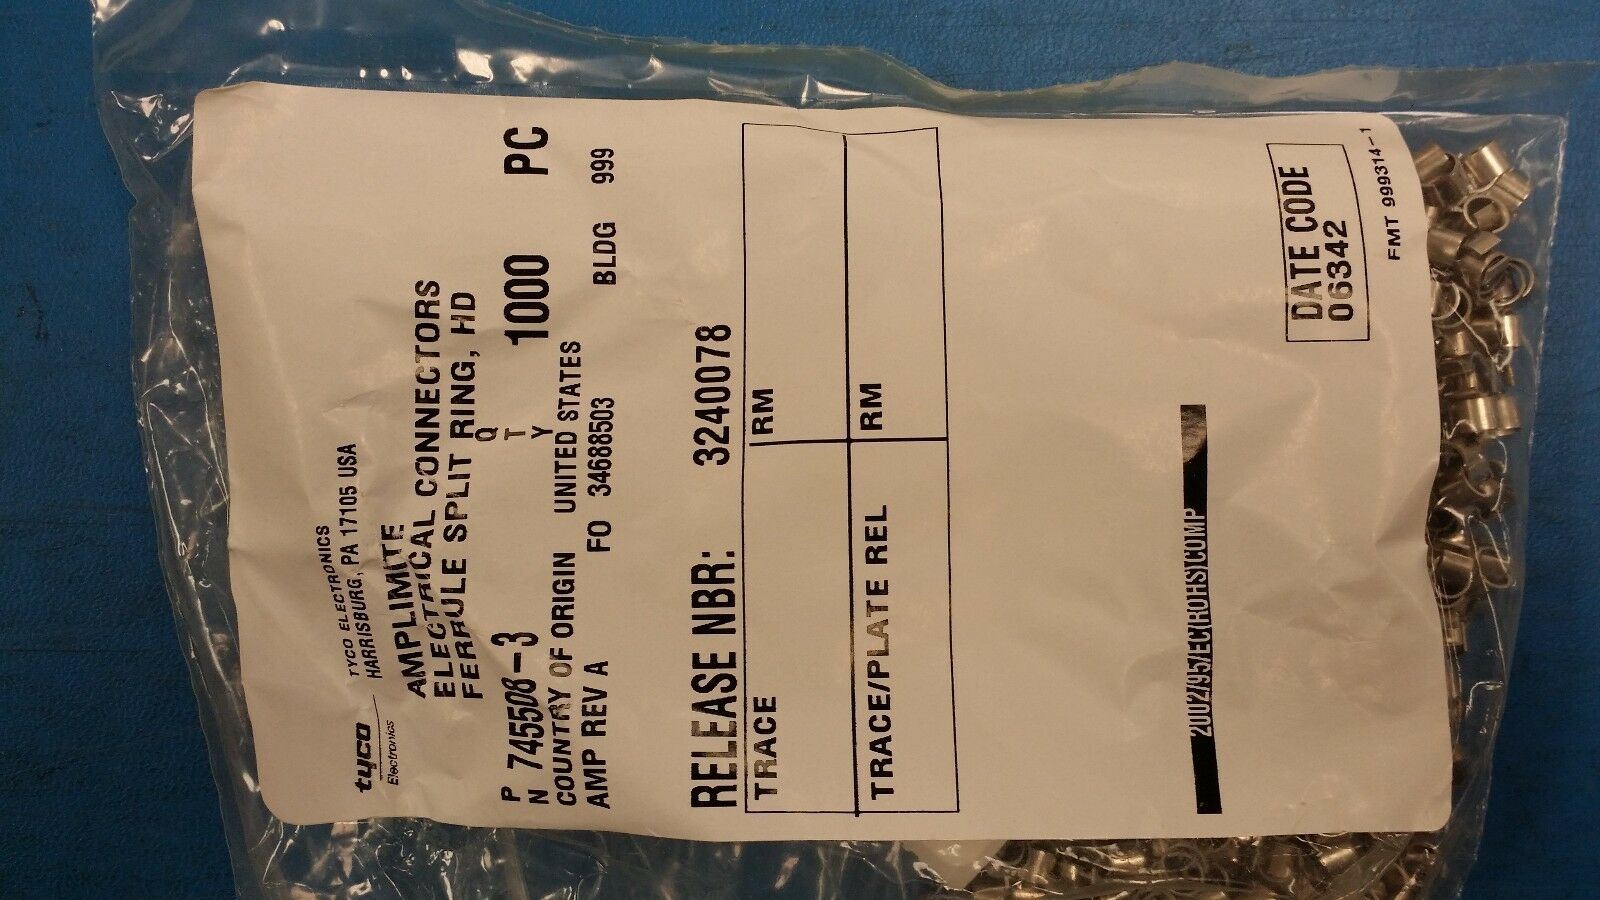 tyco
Electronics
TYCO ELECTRONICS
HARRISBURG, PA 17105 USA
AMPLIMITE
ELECTRICAL CONNECTORS
FERRULE SPLIT RING, HD
PN 745508-3 QTY 1000 PC
COUNTRY OF ORIGIN UNITED STATES
AMP REV A FO 34688503 BLDG 999
RELEASE NBR: 3240078
TRACE RM
TRACE/PLATE REL RM
2002/95/EC(ROHS)COMP
DATE CODE
06342
FMT 999314-1